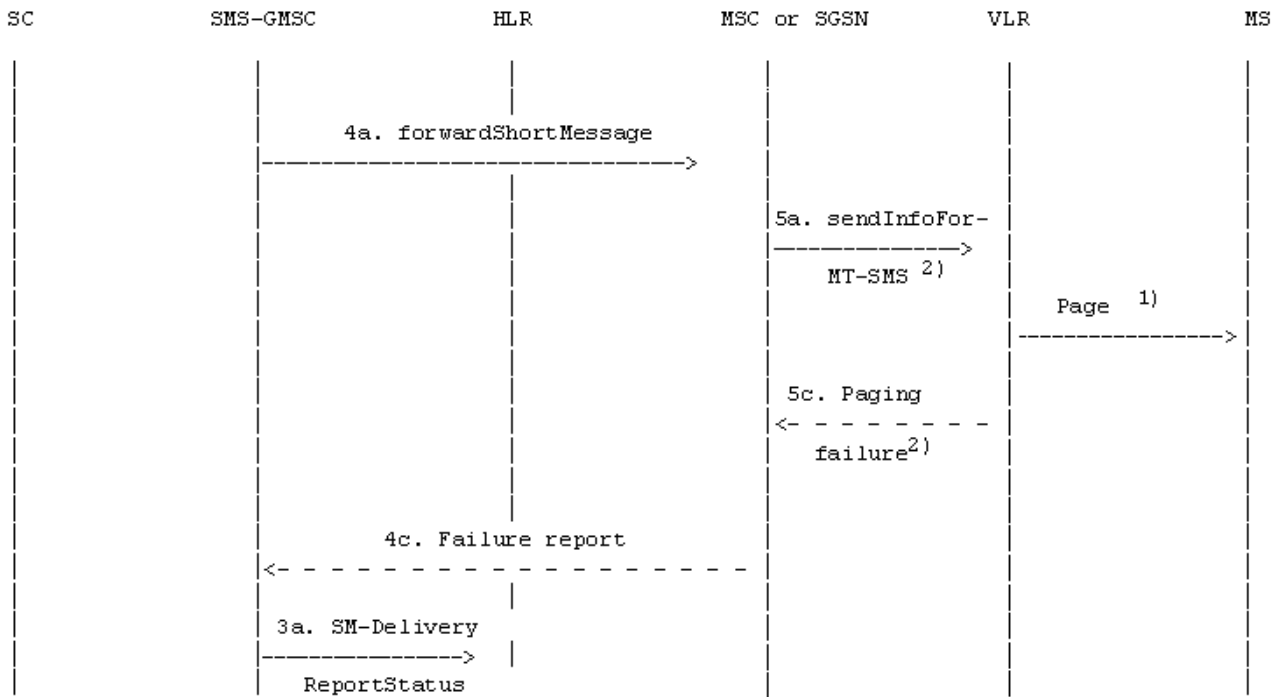 SC SMS-GMSC HLR MSC or SGSN VLR MS
4a. forwardShortMessage
5a. sendInfoFor-
MT-SMS 2)
Page 1)
5c. Paging
failure2)
4c. Failure report
3a. SM-Delivery
ReportStatus